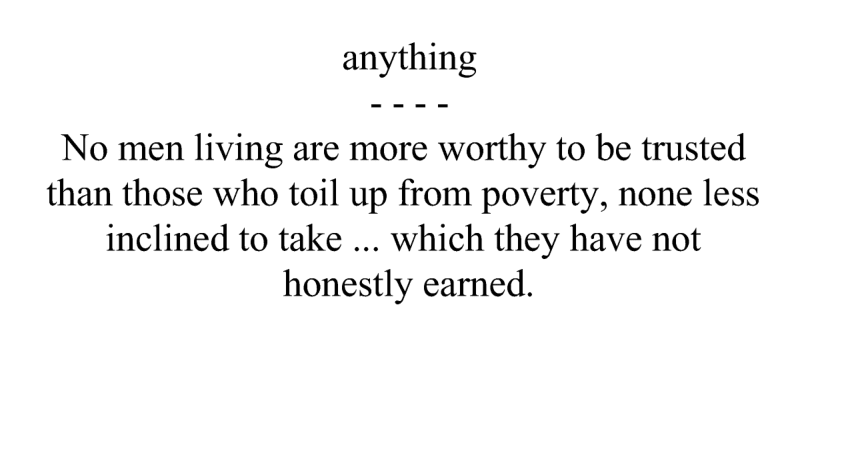 anything
- - - -
No men living are more worthy to be trusted
than those who toil up from poverty, none less
inclined to take ... which they have not
honestly earned.